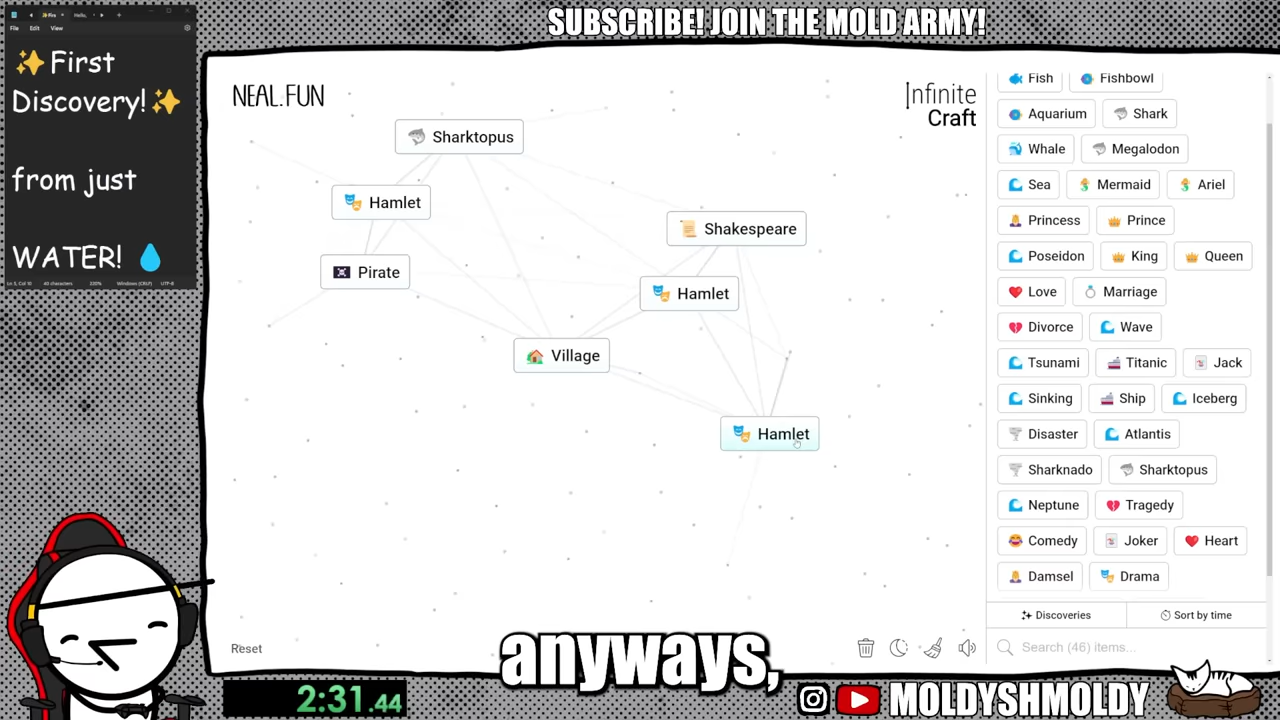 SUBSCRIBE! JOIN THE MOLD ARMY!
File Edit View
✨First
Discovery!✨
from just
WATER! 💧
NEAL.FUN
Infinite
Craft
Sharktopus
Hamlet
Shakespeare
Pirate
Hamlet
Village
Hamlet
Fish Fishbowl
Aquarium Shark
Whale Megalodon
Sea Mermaid Ariel
Princess Prince
Poseidon King Queen
Love Marriage
Divorce Wave
Tsunami Titanic Jack
Sinking Ship Iceberg
Disaster Atlantis
Sharknado Sharktopus
Neptune Tragedy
Comedy Joker Heart
Damsel Drama
Discoveries Sort by time
Search (46) items...
Reset
anyways,
2:31.44
MOLDYSHMOLDY